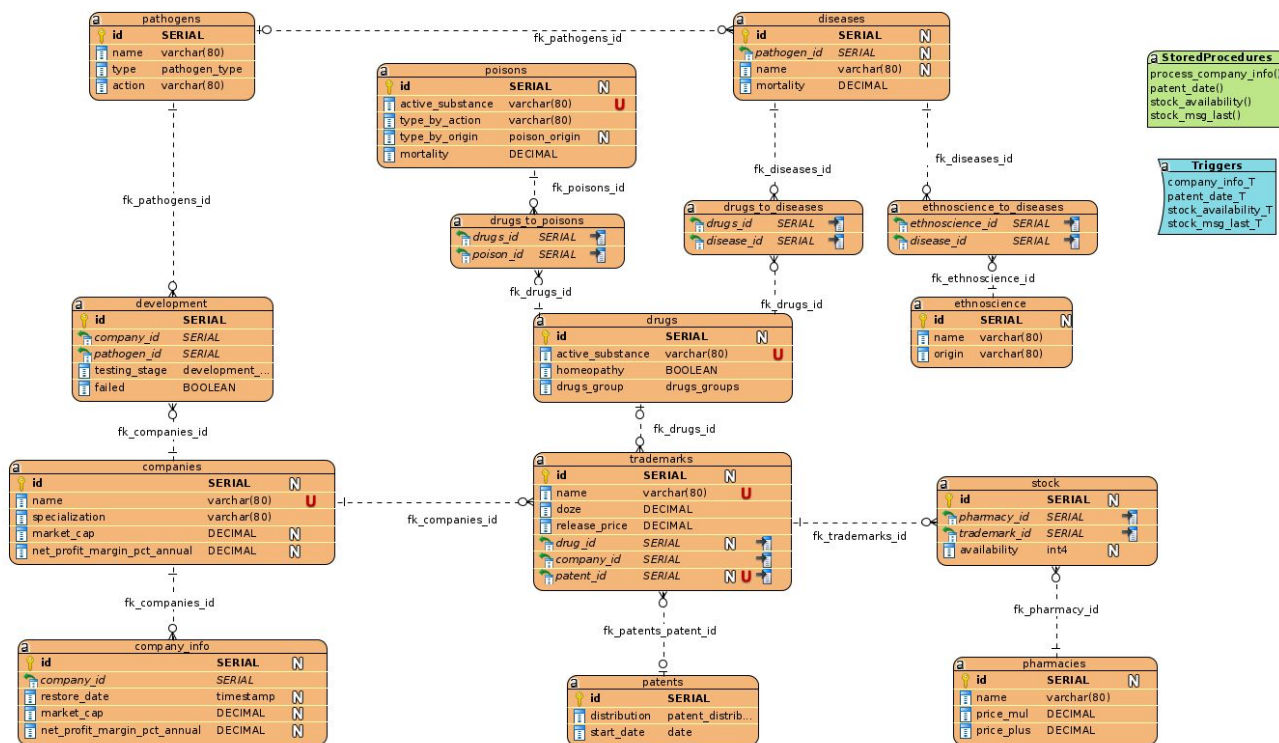 a pathogens
id SERIAL
name varchar(80)
type pathogen_type
action varchar(80)
fk_pathogens_id
a diseases
id SERIAL N
pathogen_id SERIAL N
name varchar(80) N
mortality DECIMAL
a StoredProcedures
process_company_info()
patent_date()
stock_availability()
stock_msg_last()
a poisons
id SERIAL N
active_substance varchar(80) U
type_by_action varchar(80)
type_by_origin poison_origin N
mortality DECIMAL
a Triggers
company_info_T
patent_date_T
stock_availability_T
stock_msg_last_T
fk_pathogens_id
fk_poisons_id
fk_diseases_id
fk_diseases_id
a drugs_to_poisons
drugs_id SERIAL
poison_id SERIAL
a drugs_to_diseases
drugs_id SERIAL
disease_id SERIAL
a ethnoscience_to_diseases
ethnoscience_id SERIAL
disease_id SERIAL
fk_drugs_id
fk_drugs_id
fk_ethnoscience_id
a development
id SERIAL
company_id SERIAL
pathogen_id SERIAL
testing_stage development_...
failed BOOLEAN
a drugs
id SERIAL N
active_substance varchar(80) U
homeopathy BOOLEAN
drugs_group drugs_groups
a ethnoscience
id SERIAL N
name varchar(80)
origin varchar(80)
fk_companies_id
fk_drugs_id
a companies
id SERIAL N
name varchar(80) U
specialization varchar(80)
market_cap DECIMAL N
net_profit_margin_pct_annual DECIMAL N
fk_companies_id
a trademarks
id SERIAL N
name varchar(80) U
doze DECIMAL
release_price DECIMAL
drug_id SERIAL N
company_id SERIAL
patent_id SERIAL N U
fk_trademarks_id
a stock
id SERIAL N
pharmacy_id SERIAL
trademark_id SERIAL
availability int4 N
fk_companies_id
fk_patents_patent_id
fk_pharmacy_id
a company_info
id SERIAL N
company_id SERIAL
restore_date timestamp N
market_cap DECIMAL N
net_profit_margin_pct_annual DECIMAL N
a patents
id SERIAL
distribution patent_distrib...
start_date date
a pharmacies
id SERIAL N
name varchar(80)
price_mul DECIMAL
price_plus DECIMAL